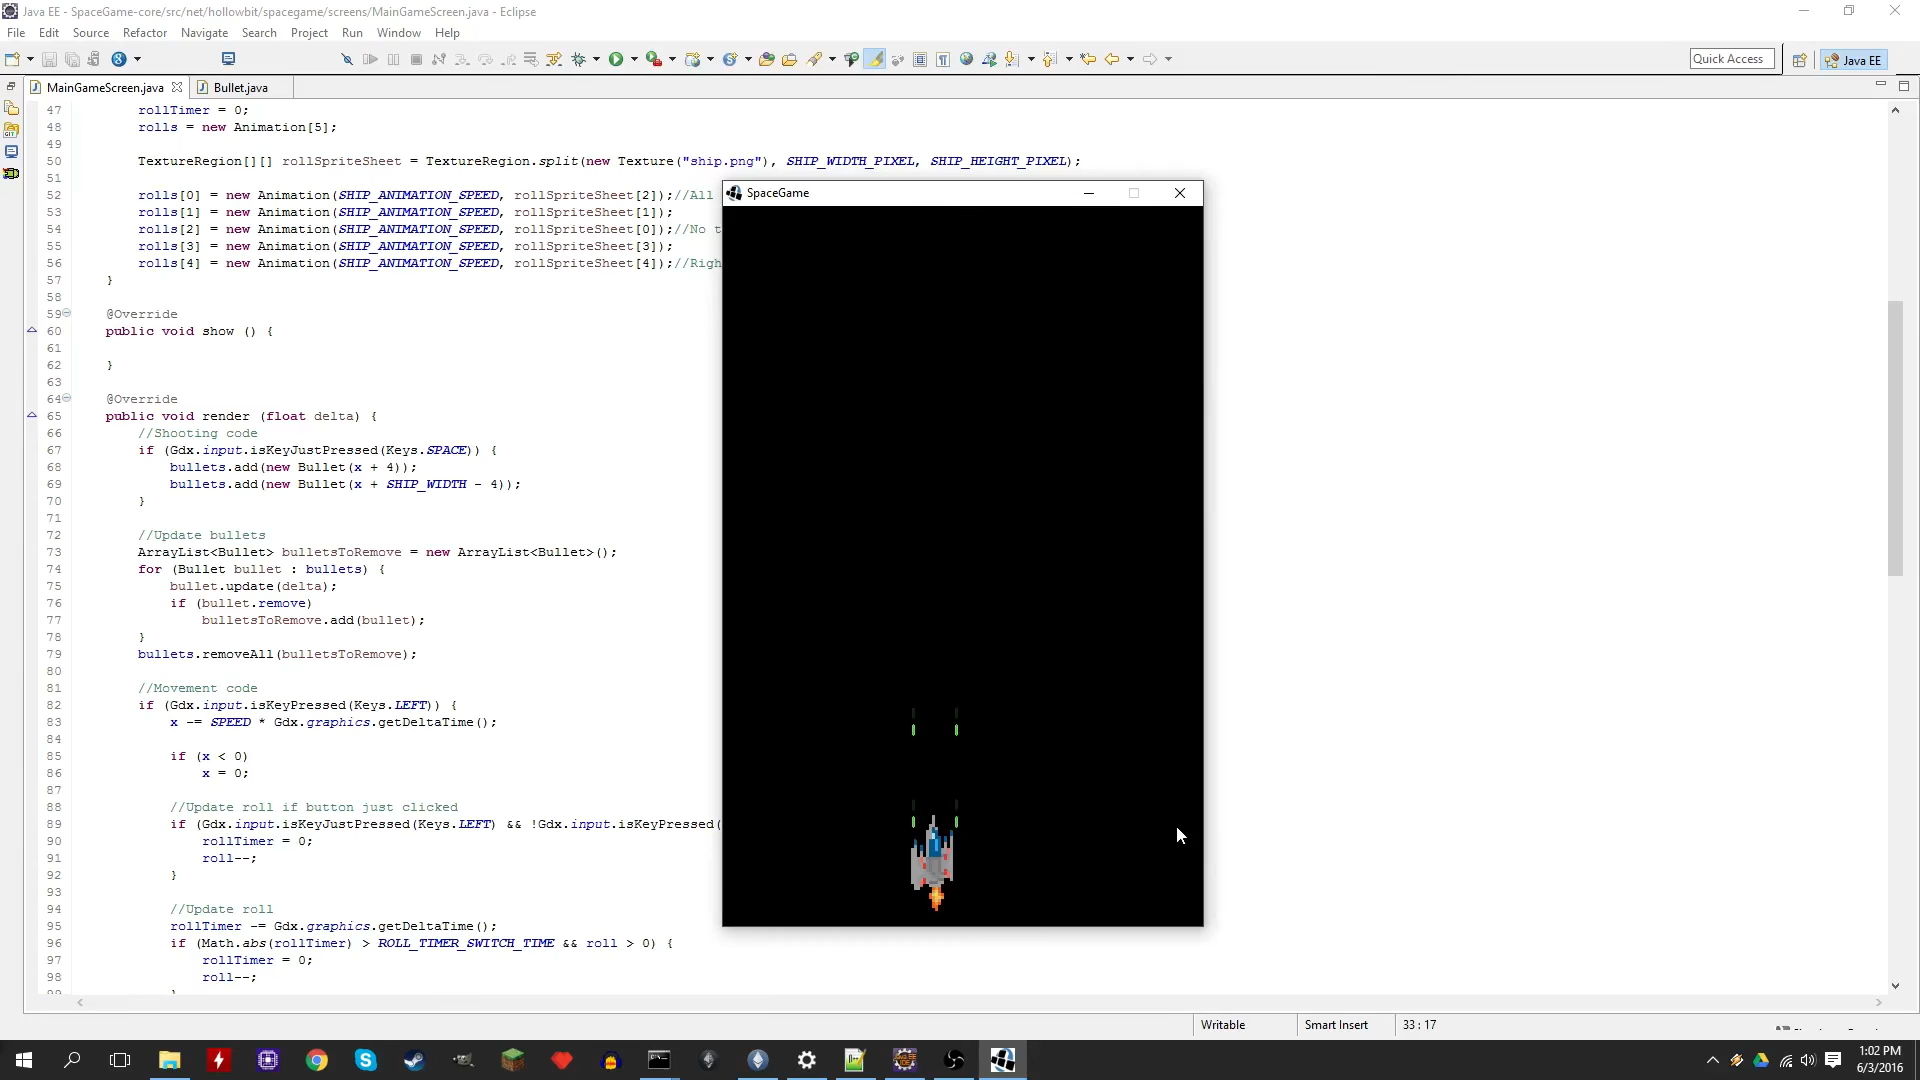 Java EE - SpaceGame-core/src/net/hollowbit/spacegame/screens/MainGameScreen.java - Eclipse
File Edit Source Refactor Navigate Search Project Run Window Help
Quick Access
Java EE
MainGameScreen.java
Bullet.java
47 rollTimer = 0;
48 rolls = new Animation[5];
49
50 TextureRegion[][] rollSpriteSheet = TextureRegion.split(new Texture("ship.png"), SHIP_WIDTH_PIXEL, SHIP_HEIGHT_PIXEL);
51
52 rolls[0] = new Animation(SHIP_ANIMATION_SPEED, rollSpriteSheet[2]);//All
53 rolls[1] = new Animation(SHIP_ANIMATION_SPEED, rollSpriteSheet[1]);
54 rolls[2] = new Animation(SHIP_ANIMATION_SPEED, rollSpriteSheet[0]);//No t
55 rolls[3] = new Animation(SHIP_ANIMATION_SPEED, rollSpriteSheet[3]);
56 rolls[4] = new Animation(SHIP_ANIMATION_SPEED, rollSpriteSheet[4]);//Righ
57 }
58
59 @Override
60 public void show () {
61
62 }
63
64 @Override
65 public void render (float delta) {
66 //Shooting code
67 if (Gdx.input.isKeyJustPressed(Keys.SPACE)) {
68 bullets.add(new Bullet(x + 4));
69 bullets.add(new Bullet(x + SHIP_WIDTH - 4));
70 }
71
72 //Update bullets
73 ArrayList<Bullet> bulletsToRemove = new ArrayList<Bullet>();
74 for (Bullet bullet : bullets) {
75 bullet.update(delta);
76 if (bullet.remove)
77 bulletsToRemove.add(bullet);
78 }
79 bullets.removeAll(bulletsToRemove);
80
81 //Movement code
82 if (Gdx.input.isKeyPressed(Keys.LEFT)) {
83 x -= SPEED * Gdx.graphics.getDeltaTime();
84
85 if (x < 0)
86 x = 0;
87
88 //Update roll if button just clicked
89 if (Gdx.input.isKeyJustPressed(Keys.LEFT) && !Gdx.input.isKeyPressed(
90 rollTimer = 0;
91 roll--;
92 }
93
94 //Update roll
95 rollTimer -= Gdx.graphics.getDeltaTime();
96 if (Math.abs(rollTimer) > ROLL_TIMER_SWITCH_TIME && roll > 0) {
97 rollTimer = 0;
98 roll--;
SpaceGame
Writable
Smart Insert
33 : 17
1:02 PM
6/3/2016